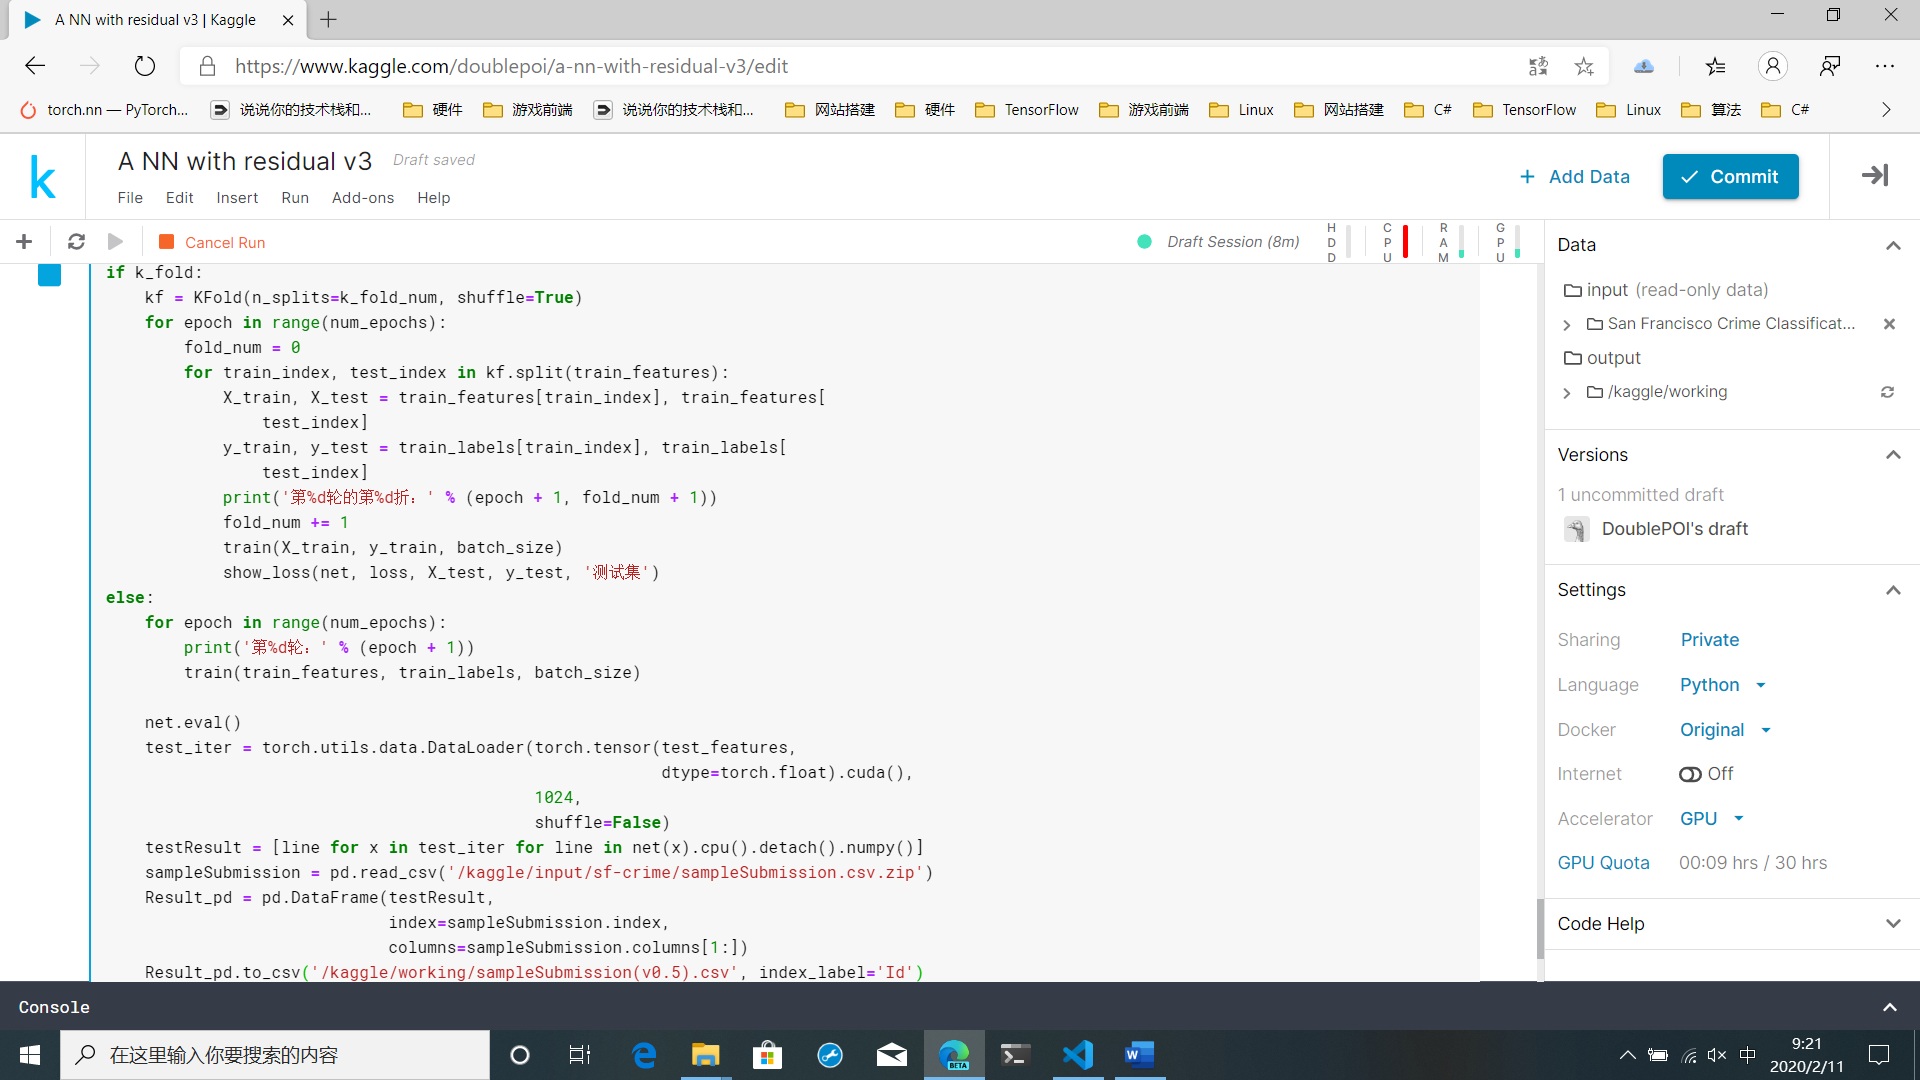 A NN with residual v3 | Kaggle
https://www.kaggle.com/doublepoi/a-nn-with-residual-v3/edit
torch.nn — PyTorch... 说说你的技术栈和... 硬件 游戏前端 说说你的技术栈和... 网站搭建 硬件 TensorFlow 游戏前端 Linux 网站搭建 C# TensorFlow Linux 算法 C#
k
A NN with residual v3 Draft saved
File Edit Insert Run Add-ons Help
+ Add Data
Commit
Cancel Run
Draft Session (8m)
HDD CPU RAM GPU
if k_fold:
    kf = KFold(n_splits=k_fold_num, shuffle=True)
    for epoch in range(num_epochs):
        fold_num = 0
        for train_index, test_index in kf.split(train_features):
            X_train, X_test = train_features[train_index], train_features[
                test_index]
            y_train, y_test = train_labels[train_index], train_labels[
                test_index]
            print('第%d轮的第%d折：' % (epoch + 1, fold_num + 1))
            fold_num += 1
            train(X_train, y_train, batch_size)
            show_loss(net, loss, X_test, y_test, '测试集')
else:
    for epoch in range(num_epochs):
        print('第%d轮：' % (epoch + 1))
        train(train_features, train_labels, batch_size)
    net.eval()
    test_iter = torch.utils.data.DataLoader(torch.tensor(test_features,
                                                         dtype=torch.float).cuda(),
                                            1024,
                                            shuffle=False)
    testResult = [line for x in test_iter for line in net(x).cpu().detach().numpy()]
    sampleSubmission = pd.read_csv('/kaggle/input/sf-crime/sampleSubmission.csv.zip')
    Result_pd = pd.DataFrame(testResult,
                             index=sampleSubmission.index,
                             columns=sampleSubmission.columns[1:])
    Result_pd.to_csv('/kaggle/working/sampleSubmission(v0.5).csv', index_label='Id')
Data
input (read-only data)
San Francisco Crime Classificat...
output
/kaggle/working
Versions
1 uncommitted draft
DoublePOI's draft
Settings
Sharing Private
Language Python
Docker Original
Internet Off
Accelerator GPU
GPU Quota 00:09 hrs / 30 hrs
Code Help
Console
在这里输入你要搜索的内容
BETA
中
9:21
2020/2/11